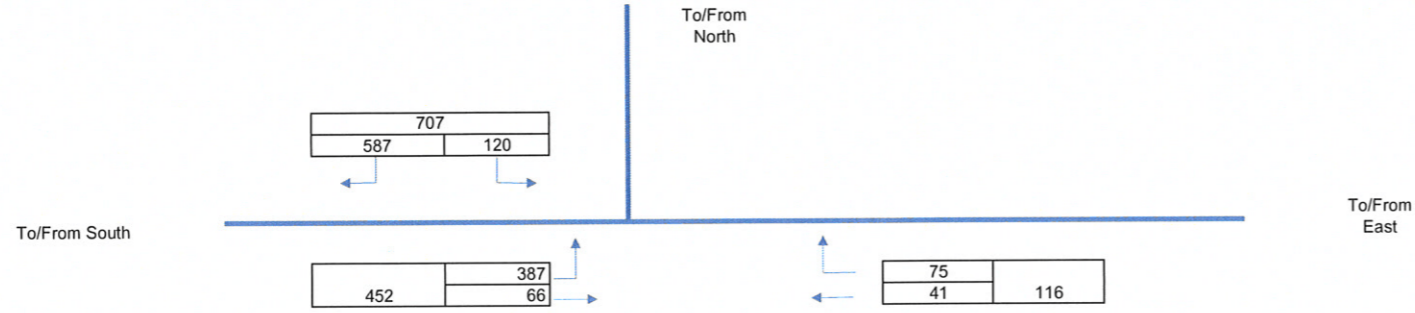 To/From
North
707
587 120
To/From South
To/From
East
387
452 66
75
41 116